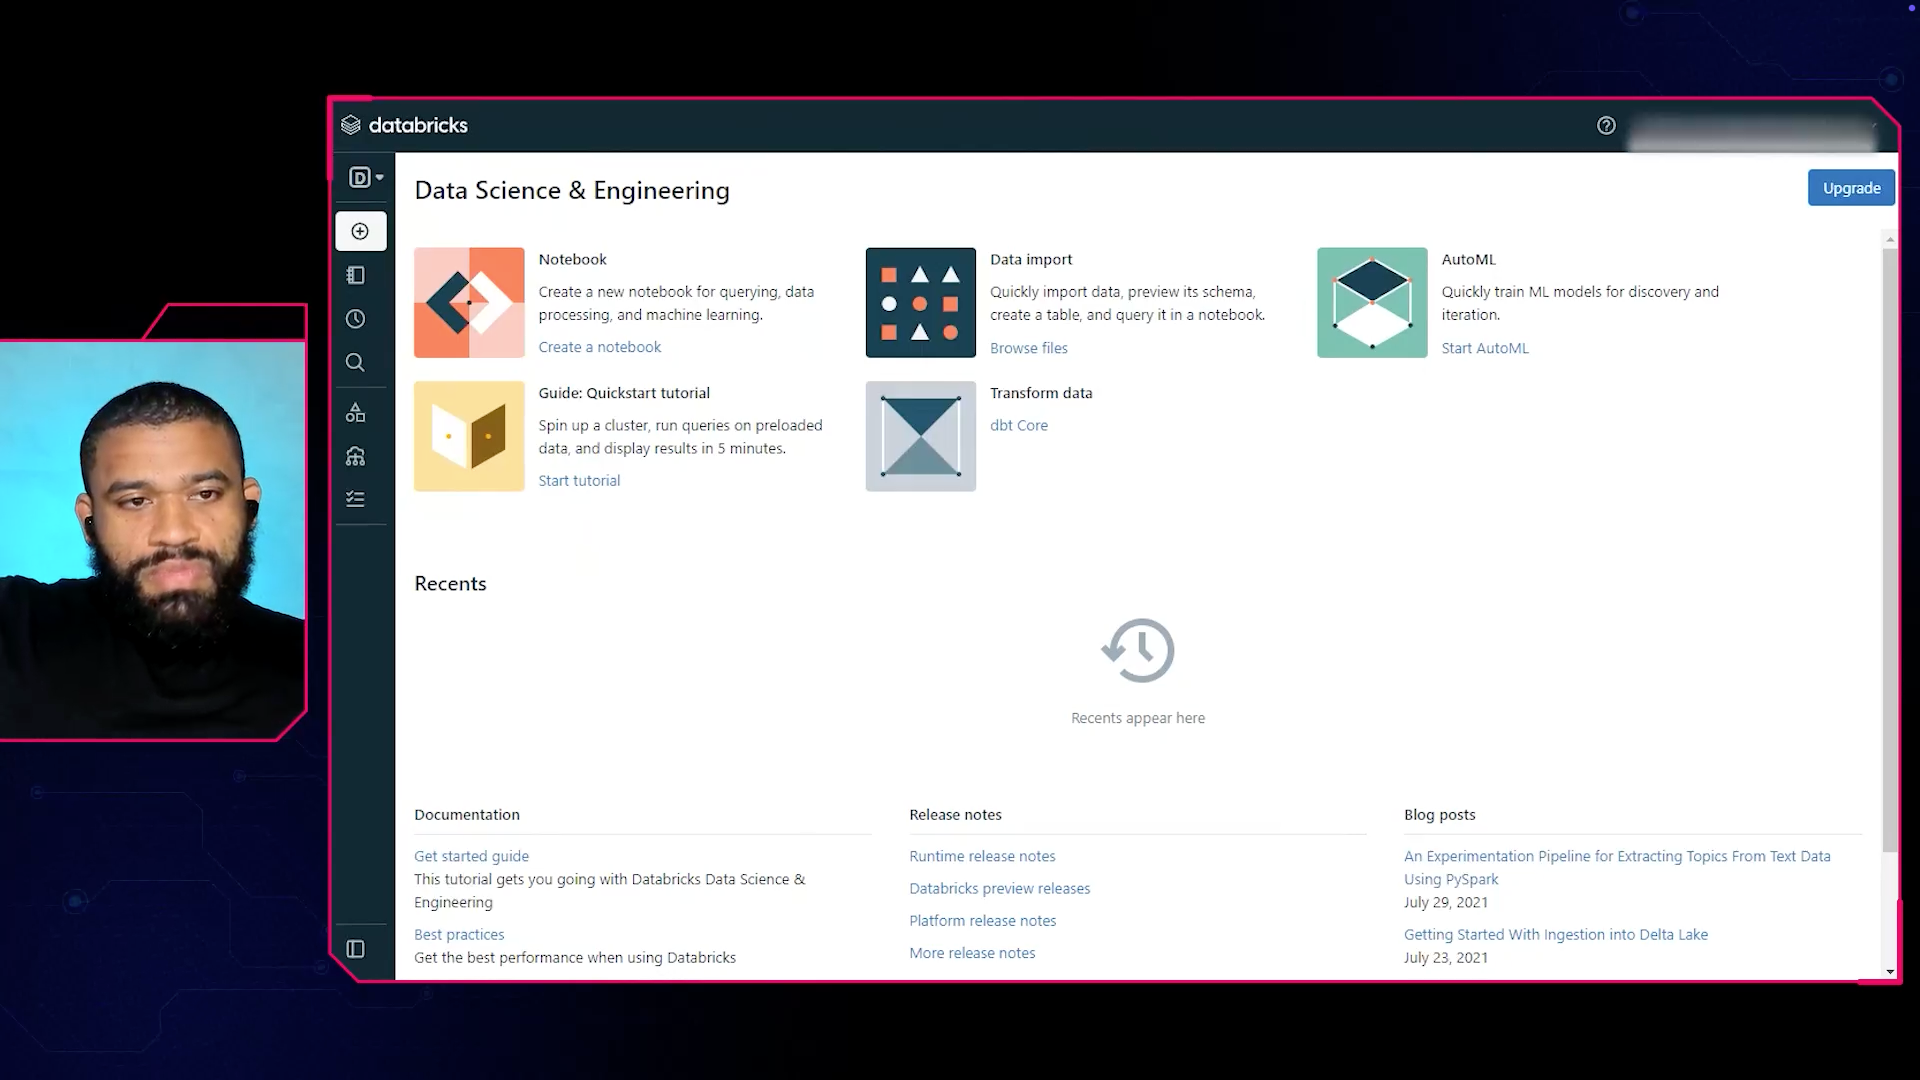 databricks
D
Data Science & Engineering
Upgrade
Notebook
Create a new notebook for querying, data
processing, and machine learning.
Create a notebook
Data import
Quickly import data, preview its schema,
create a table, and query it in a notebook.
Browse files
AutoML
Quickly train ML models for discovery and
iteration.
Start AutoML
Guide: Quickstart tutorial
Spin up a cluster, run queries on preloaded
data, and display results in 5 minutes.
Start tutorial
Transform data
dbt Core
Recents
Recents appear here
Documentation
Get started guide
This tutorial gets you going with Databricks Data Science &
Engineering
Best practices
Get the best performance when using Databricks
Release notes
Runtime release notes
Databricks preview releases
Platform release notes
More release notes
Blog posts
An Experimentation Pipeline for Extracting Topics From Text Data
Using PySpark
July 29, 2021
Getting Started With Ingestion into Delta Lake
July 23, 2021